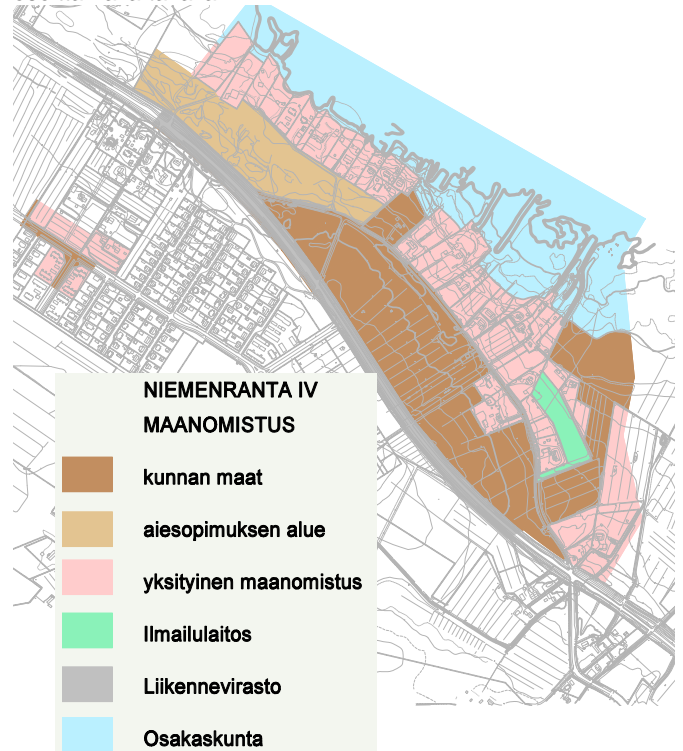 NIEMENRANTA IV
MAANOMISTUS
kunnan maat
aiesopimuksen alue
yksityinen maanomistus
Ilmailulaitos
Liikennevirasto
Osakaskunta